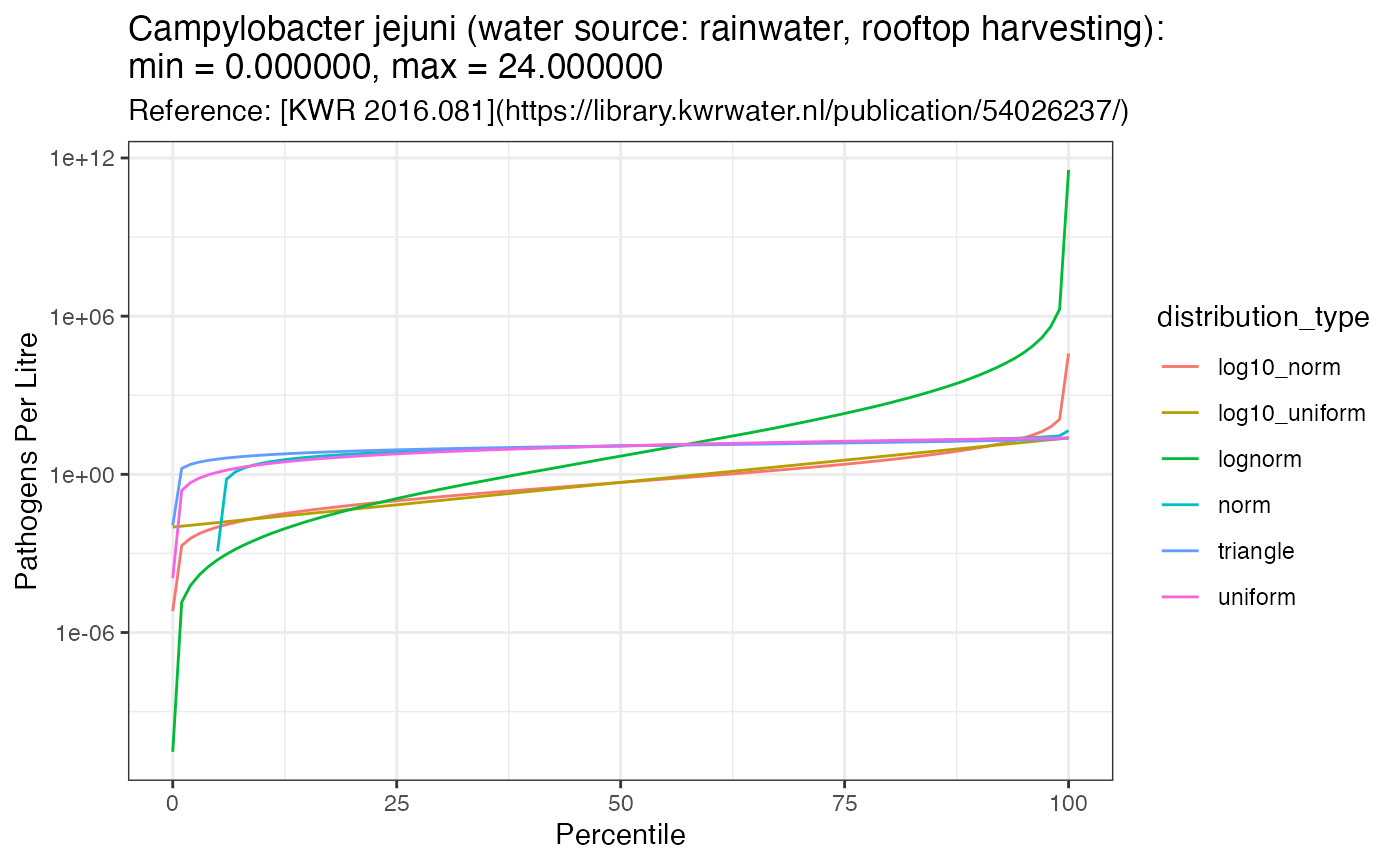 Campylobacter jejuni (water source: rainwater, rooftop harvesting):
min = 0.000000, max = 24.000000
Reference: [KWR 2016.081](https://library.kwrwater.nl/publication/54026237/)
Pathogens Per Litre
1e+12
1e+06
1e+00
1e-06
0
25
50
75
100
Percentile
distribution_type
log10_norm
log10_uniform
lognorm
norm
triangle
uniform